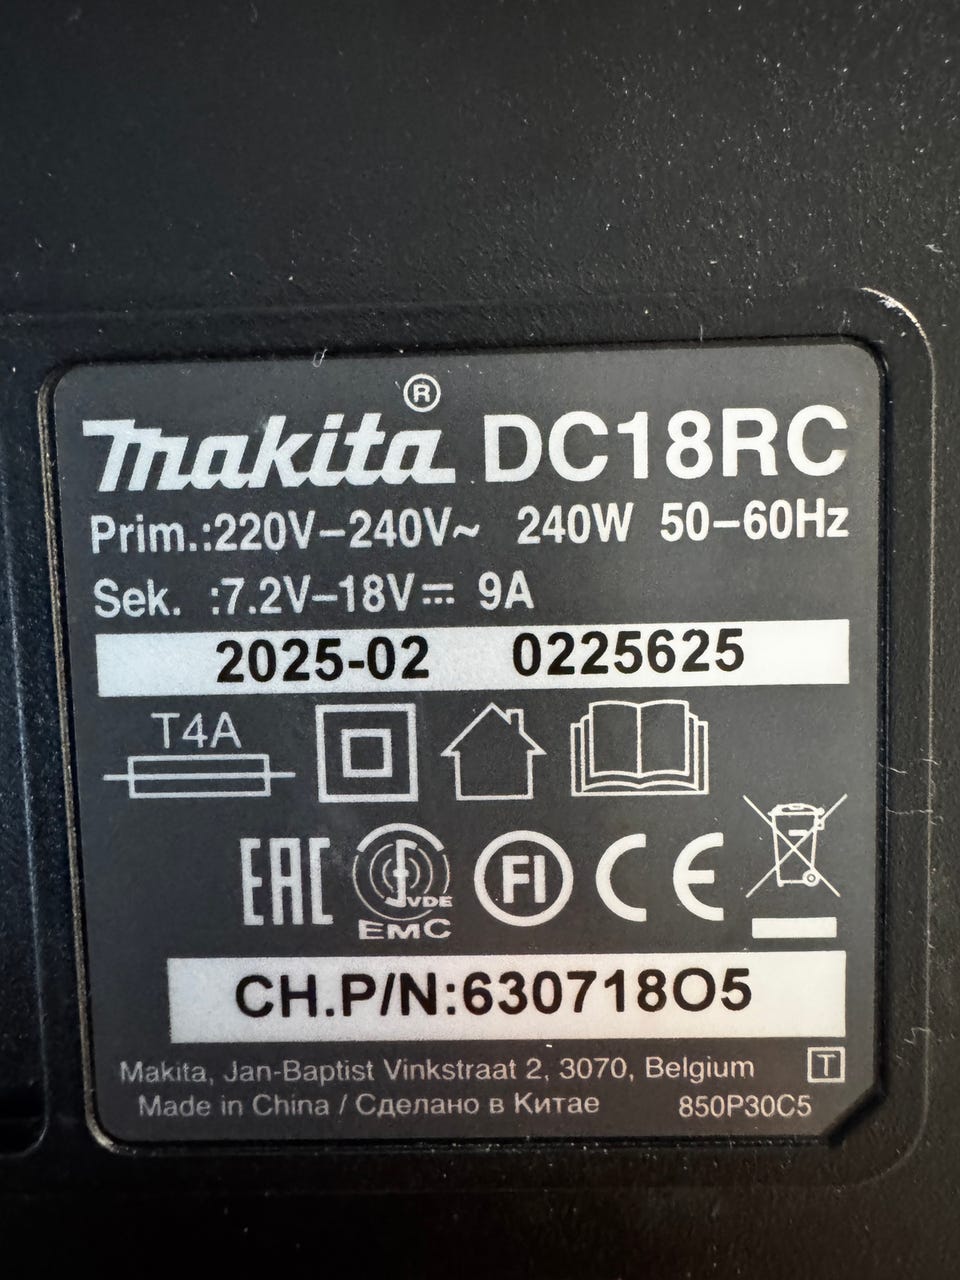 makita® DC18RC
Prim.:220V–240V~ 240W 50–60Hz
Sek. :7.2V–18V⎓ 9A
2025-02 0225625
T4A
EAC VDE EMC FI CE
CH.P/N:630718O5
Makita, Jan-Baptist Vinkstraat 2, 3070, Belgium T
Made in China / Сделано в Китае 850P30C5